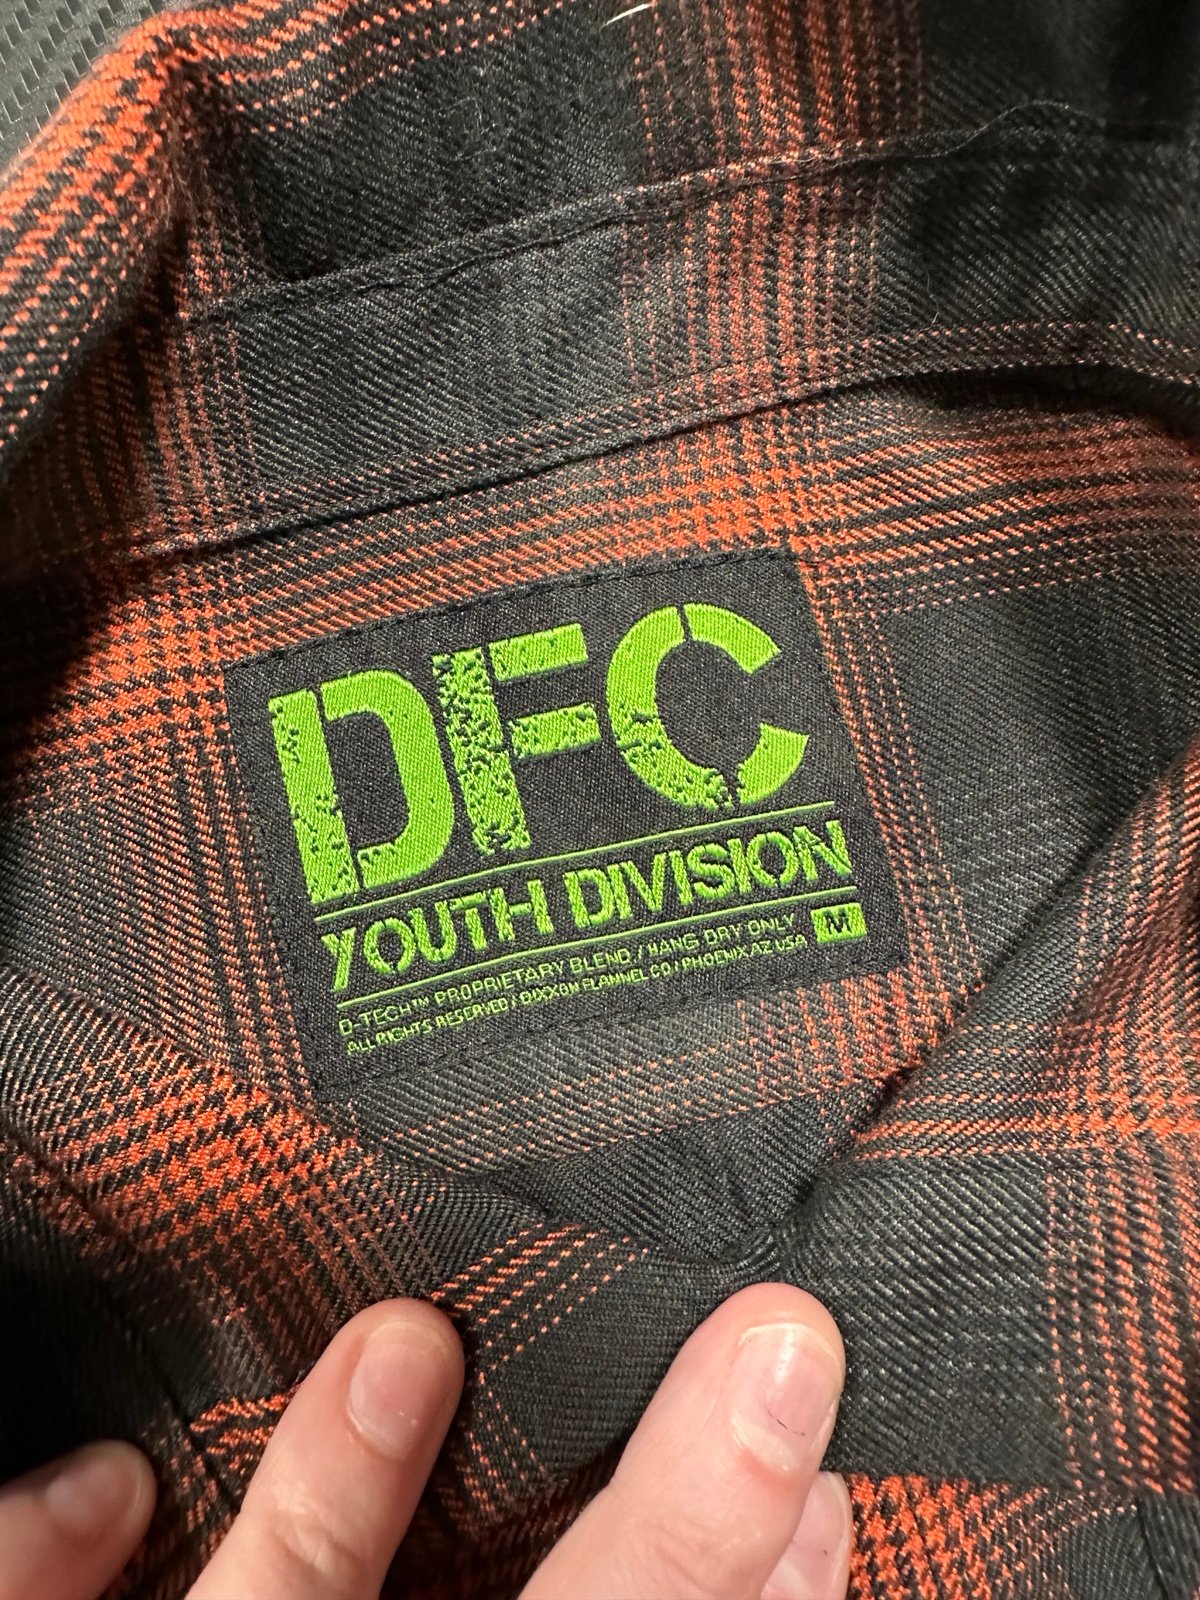 DFC
YOUTH DIVISION
D-TECH™ PROPRIETARY BLEND / HANG DRY ONLY
ALL RIGHTS RESERVED / DIXXON FLANNEL CO / PHOENIX, AZ USA
M